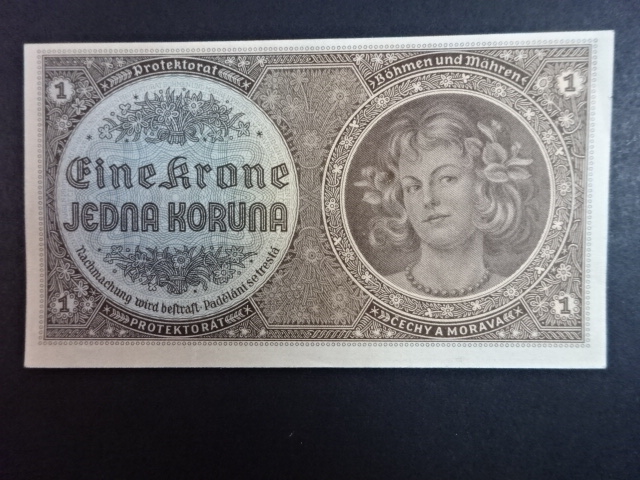 1 Protektorat Böhmen und Mähren 1
Eine Krone
JEDNA KORUNA
Nachmachung wird bestraft·Padělání se trestá
1 PROTEKTORÁT ČECHY A MORAVA 1